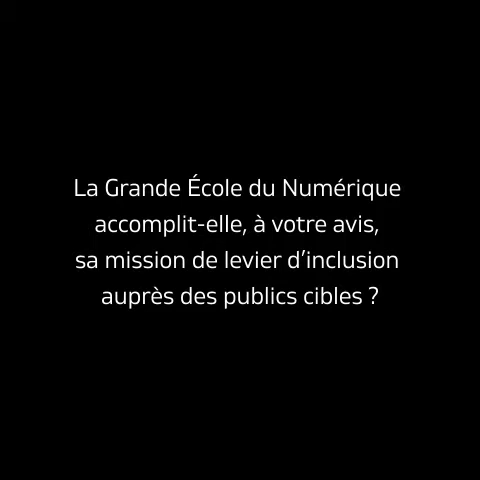 La Grande École du Numérique
accomplit-elle, à votre avis,
sa mission de levier d’inclusion
auprès des publics cibles ?